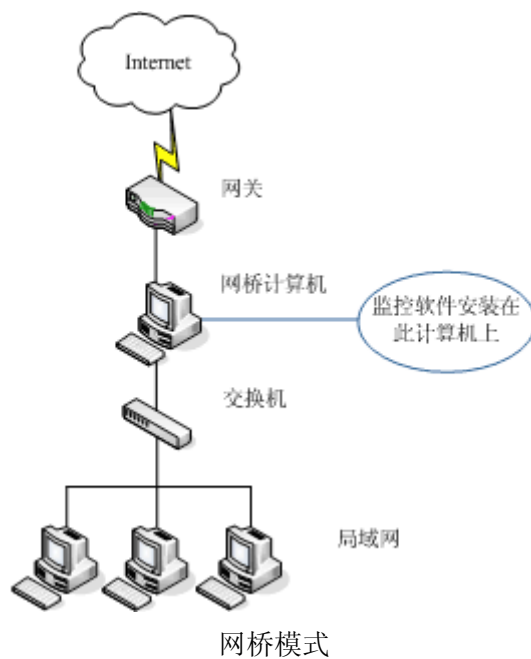 Internet
网关
网桥计算机
监控软件安装在
此计算机上
交换机
局域网
网桥模式